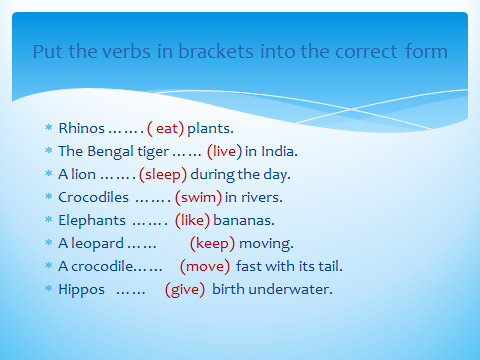 Put the verbs in brackets into the correct form
* Rhinos ……. ( eat) plants.
* The Bengal tiger …… (live) in India.
* A lion ……. (sleep) during the day.
* Crocodiles ……. (swim) in rivers.
* Elephants ……. (like) bananas.
* A leopard …… (keep) moving.
* A crocodile…… (move) fast with its tail.
* Hippos …… (give) birth underwater.